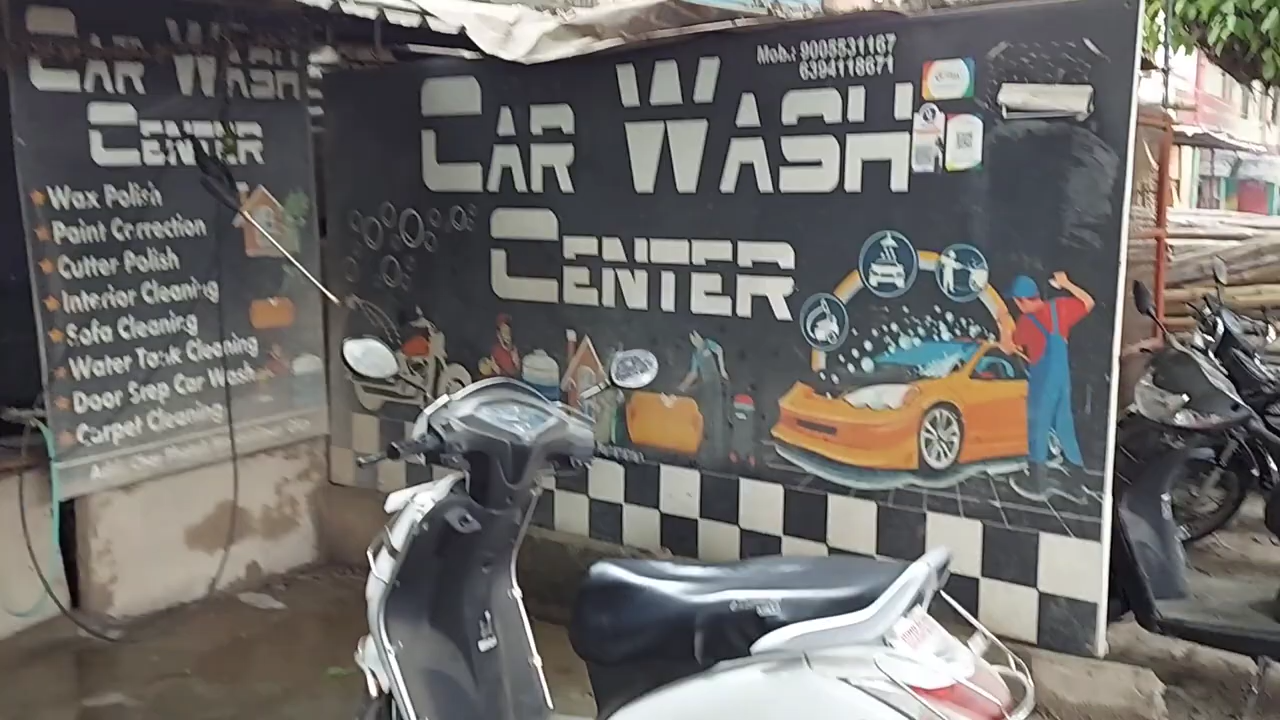 CAR WASH
CENTER
Wax Polish
Paint Correction
Cutter Polish
Interior Cleaning
Sofa Cleaning
Water Tank Cleaning
Door Step Car Wash
Carpet Cleaning
Mob.: 9005531167
6394118671
CAR WASH
CENTER